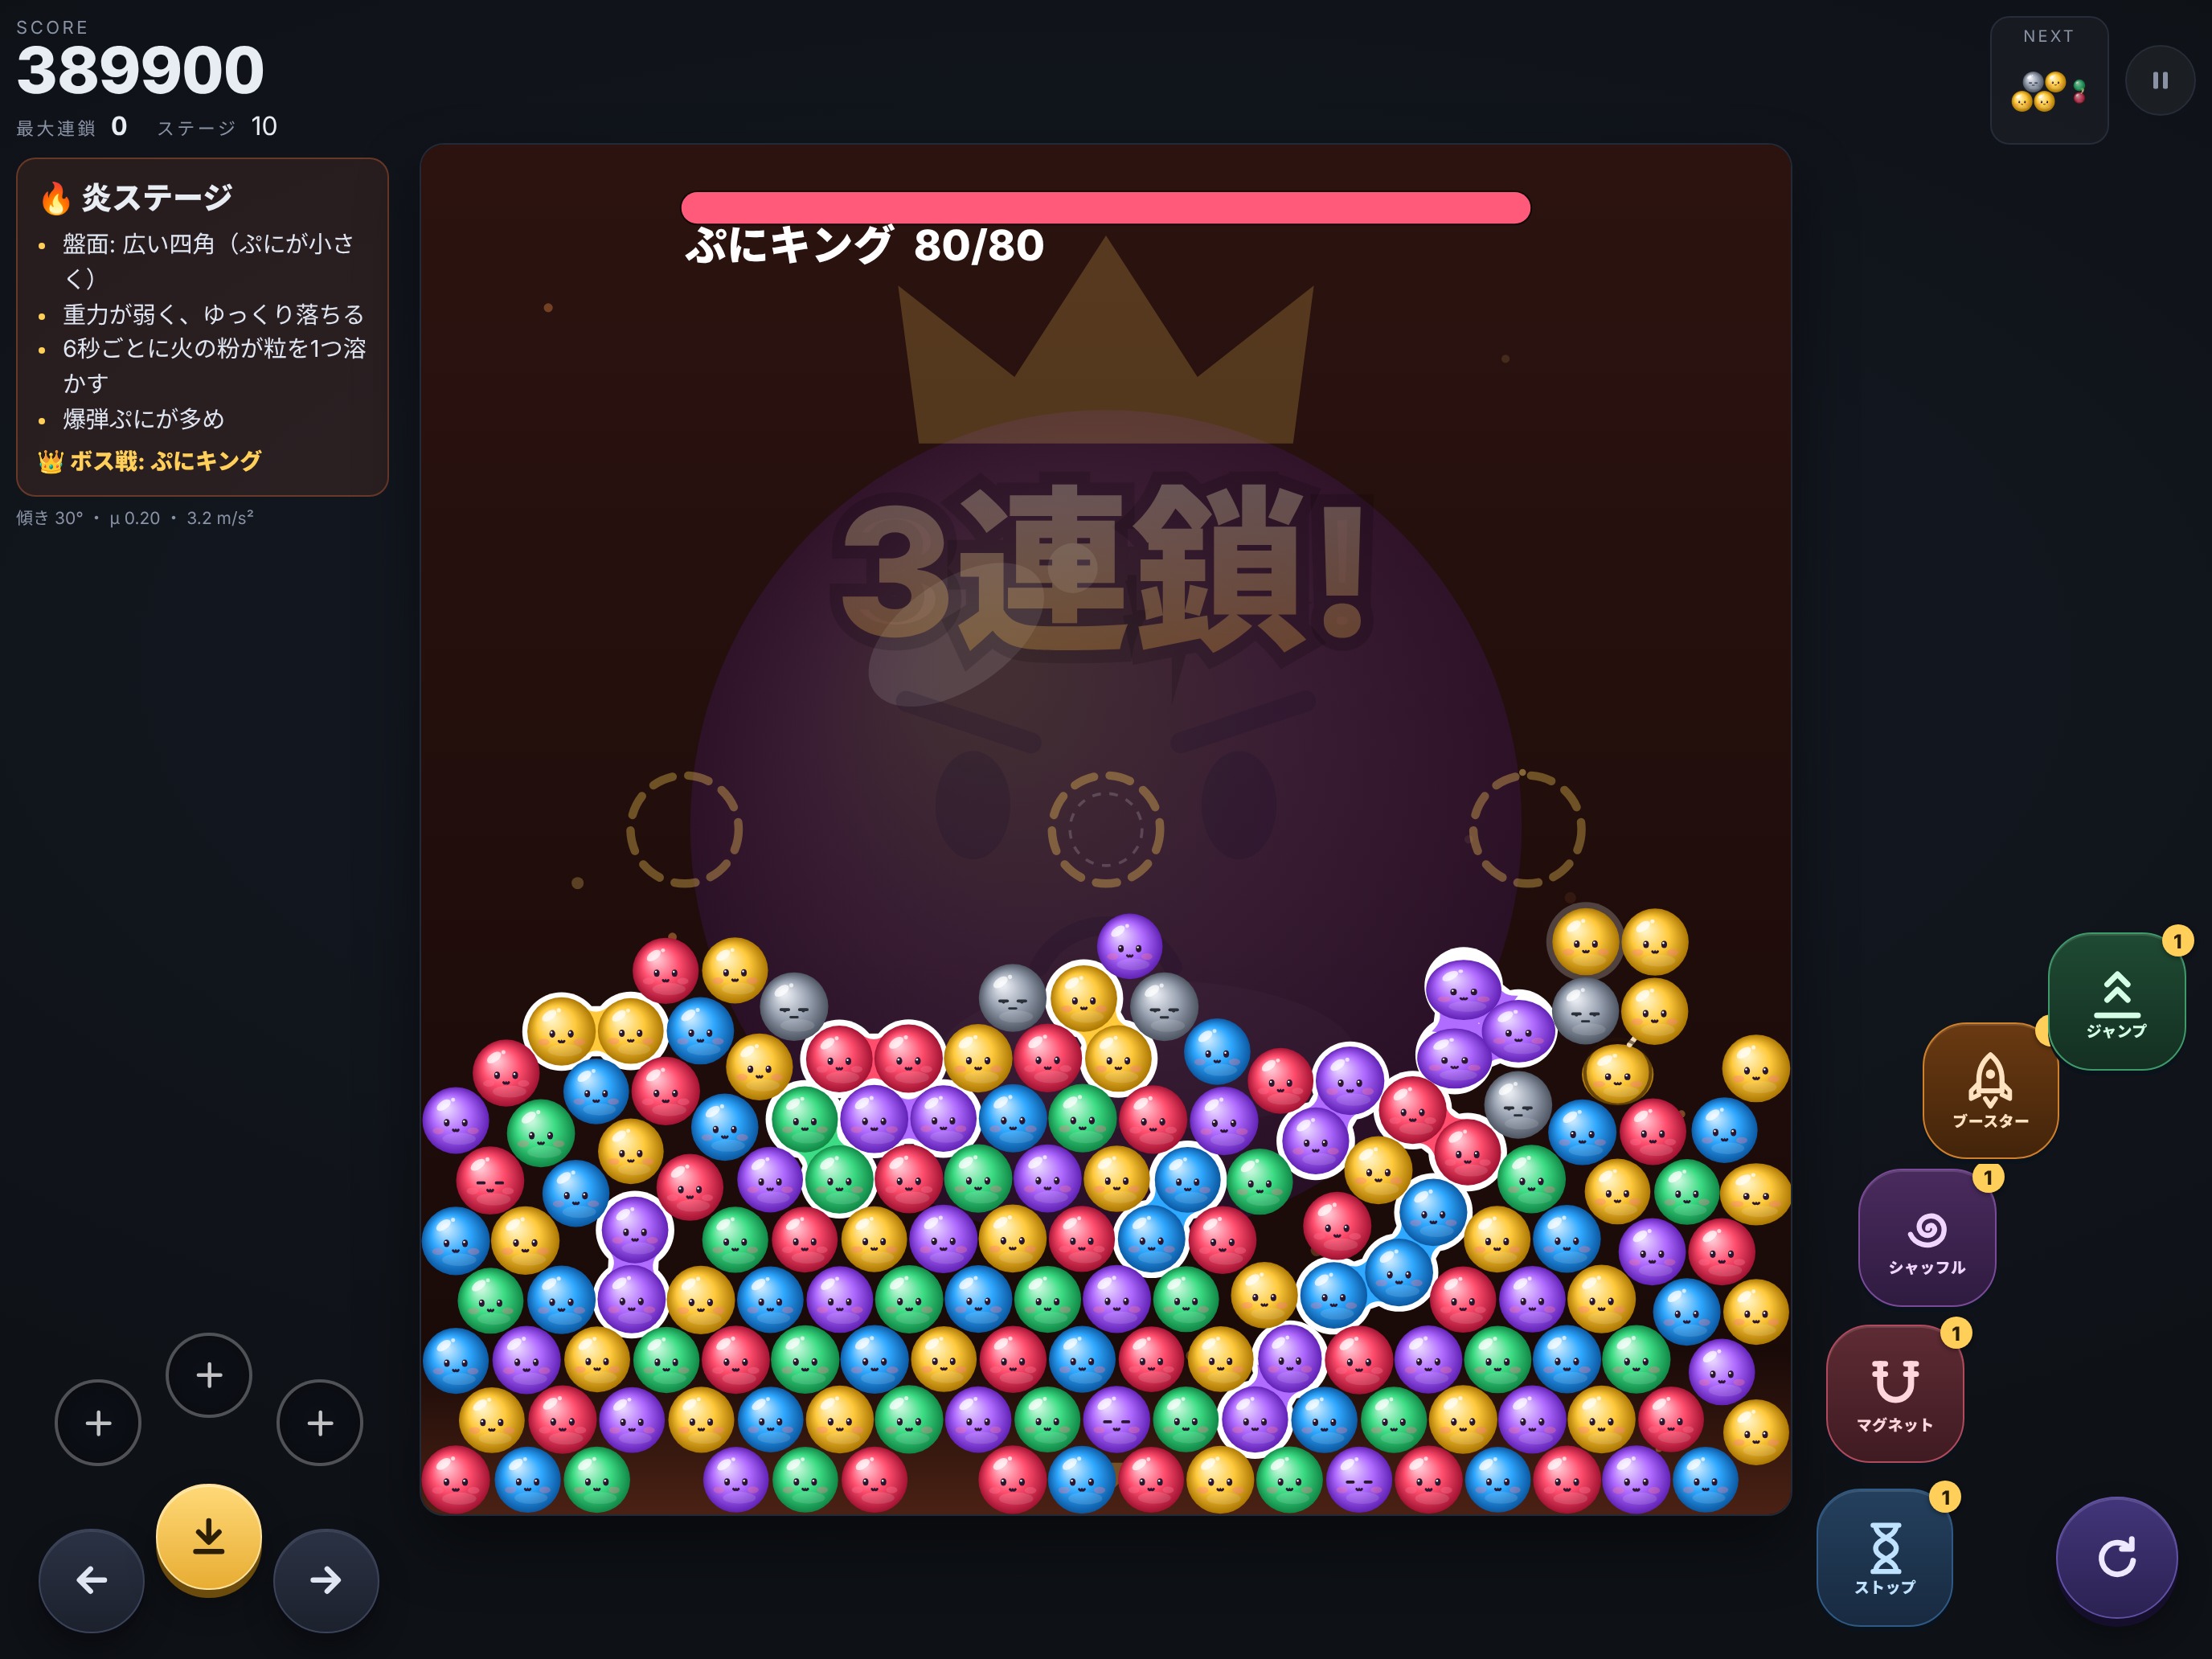 SCORE
389900
最大連鎖 0 ステージ 10
🔥 炎ステージ
• 盤面: 広い四角（ぷにが小さ
く）
• 重力が弱く、ゆっくり落ちる
• 6秒ごとに火の粉が粒を1つ溶
かす
• 爆弾ぷにが多め
👑 ボス戦: ぷにキング
傾き 30° ・ μ 0.20 ・ 3.2 m/s²
NEXT
ぷにキング 80/80
3連鎖!
1
ジャンプ
ブースター
1
シャッフル
1
マグネット
1
ストップ